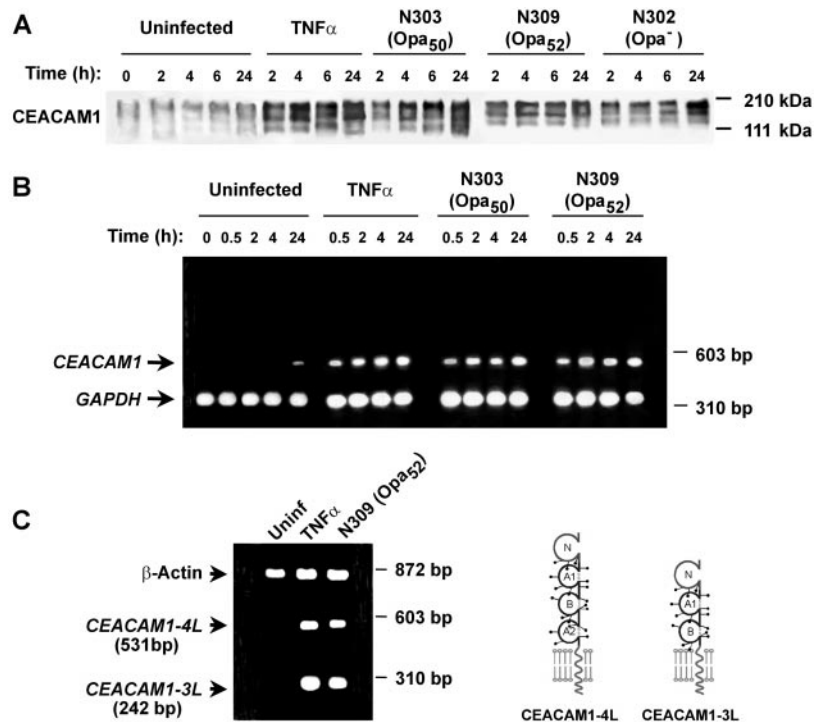 A
Uninfected TNFα N303 (Opa50) N309 (Opa52) N302 (Opa-)
Time (h): 0 2 4 6 24 2 4 6 24 2 4 6 24 2 4 6 24 2 4 6 24
CEACAM1
210 kDa
111 kDa
B
Uninfected TNFα N303 (Opa50) N309 (Opa52)
Time (h): 0 0.5 2 4 24 0.5 2 4 24 0.5 2 4 24 0.5 2 4 24
CEACAM1
603 bp
GAPDH
310 bp
C
Uninf TNFα N309 (Opa52)
β-Actin
872 bp
CEACAM1-4L
(531bp)
603 bp
CEACAM1-3L
(242 bp)
310 bp
N
A1
B
A2
CEACAM1-4L
N
A1
B
CEACAM1-3L